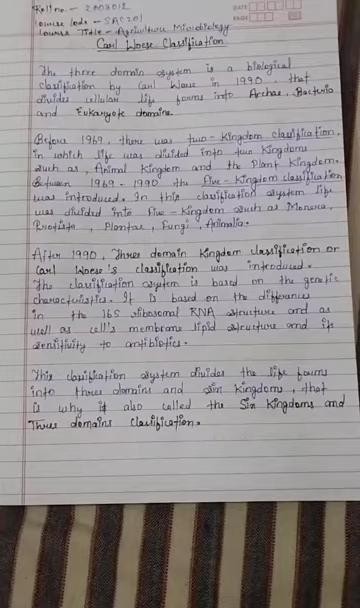 Roll no. - 2003012
Course Code - SAC201
Course Title - Agriculture Microbiology
DATE
PAGE
Carl Woese Classification
The three domain system is a biological
classification by Carl Woese in 1990 that
divides cellular life forms into Archae, Bacteria
and Eukaryote domains.
Before 1969, there was two-kingdom classification,
in which life was divided into two Kingdoms
such as, Animal Kingdom and the Plant Kingdom.
Between 1969-1990 the Five-Kingdom classification
was introduced. In this classification system life
was divided into Five-Kingdom such as Monera,
Protista, Plantae, Fungi, Animalia.
After 1990, Three domain Kingdom classification or
Carl Woese's classification was introduced.
The classification system is based on the genetic
characteristics. It is based on the differences
in the 16S ribosomal RNA structure and as
well as cell's membrane lipid structure and its
sensitivity to antibiotics.
This classification system divides the life forms
into three domains and six Kingdoms, that
is why it also called the Six Kingdoms and
Three domains Classification.